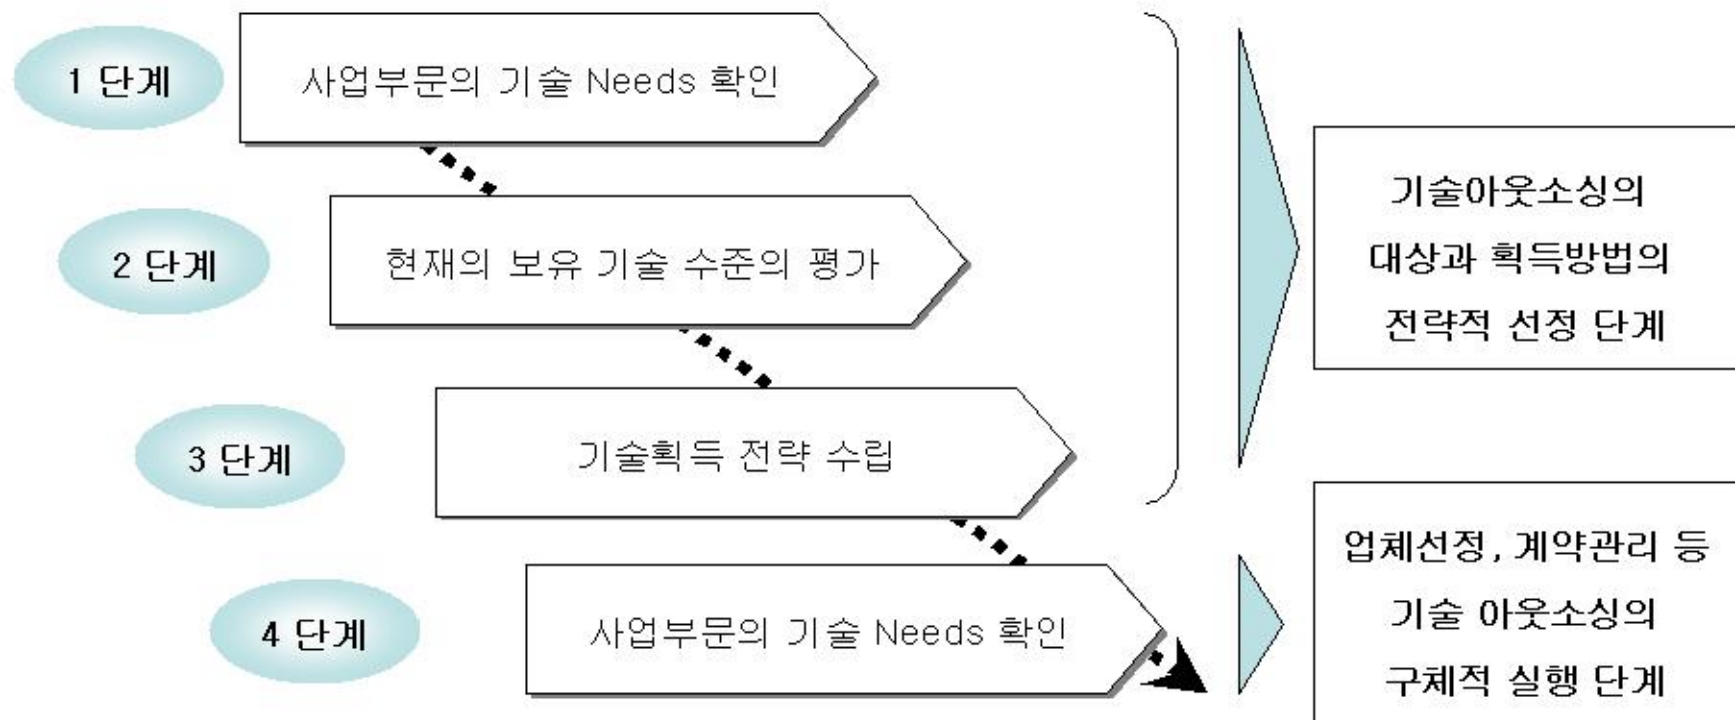 1 단계
사업부문의 기술 Needs 확인
2 단계
현재의 보유 기술 수준의 평가
3 단계
기술획득 전략 수립
4 단계
사업부문의 기술 Needs 확인
기술아웃소싱의
대상과 획득방법의
전략적 선정 단계
업체선정, 계약관리 등
기술 아웃소싱의
구체적 실행 단계